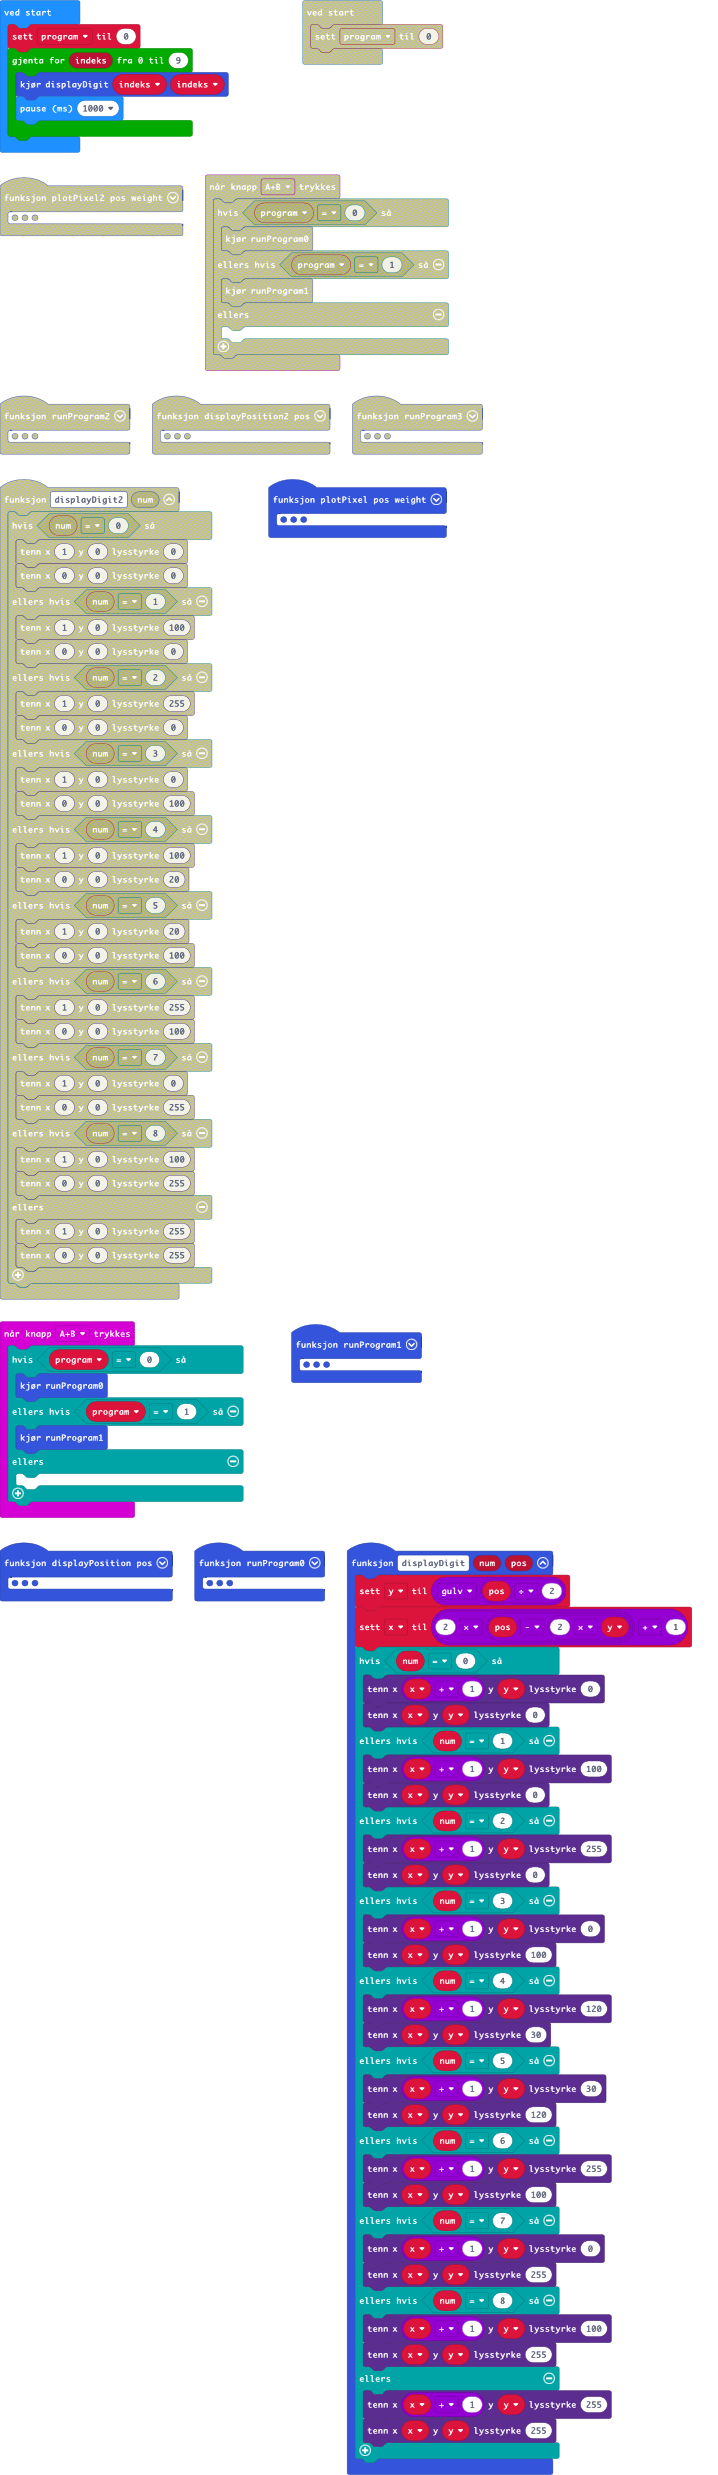 ved start
sett program til 0
gjenta for indeks fra 0 til 9
kjør displayDigit indeks indeks
pause (ms) 1000
ved start
sett program til 0
funksjon plotPixel2 pos weight
når knapp A+B trykkes
hvis program = 0 så
kjør runProgram0
ellers hvis program = 1 så
kjør runProgram1
ellers
funksjon runProgram2
funksjon displayPosition2 pos
funksjon runProgram3
funksjon displayDigit2 num
hvis num = 0 så
tenn x 1 y 0 lysstyrke 0
tenn x 0 y 0 lysstyrke 0
ellers hvis num = 1 så
tenn x 1 y 0 lysstyrke 100
tenn x 0 y 0 lysstyrke 0
ellers hvis num = 2 så
tenn x 1 y 0 lysstyrke 255
tenn x 0 y 0 lysstyrke 0
ellers hvis num = 3 så
tenn x 1 y 0 lysstyrke 0
tenn x 0 y 0 lysstyrke 100
ellers hvis num = 4 så
tenn x 1 y 0 lysstyrke 100
tenn x 0 y 0 lysstyrke 20
ellers hvis num = 5 så
tenn x 1 y 0 lysstyrke 20
tenn x 0 y 0 lysstyrke 100
ellers hvis num = 6 så
tenn x 1 y 0 lysstyrke 255
tenn x 0 y 0 lysstyrke 100
ellers hvis num = 7 så
tenn x 1 y 0 lysstyrke 0
tenn x 0 y 0 lysstyrke 255
ellers hvis num = 8 så
tenn x 1 y 0 lysstyrke 100
tenn x 0 y 0 lysstyrke 255
ellers
tenn x 1 y 0 lysstyrke 255
tenn x 0 y 0 lysstyrke 255
funksjon plotPixel pos weight
når knapp A+B trykkes
hvis program = 0 så
kjør runProgram0
ellers hvis program = 1 så
kjør runProgram1
ellers
funksjon runProgram1
funksjon displayPosition pos
funksjon runProgram0
funksjon displayDigit num pos
sett y til gulv pos ÷ 2
sett x til 2 × pos - 2 × y + 1
hvis num = 0 så
tenn x x + 1 y y lysstyrke 0
tenn x x y y lysstyrke 0
ellers hvis num = 1 så
tenn x x + 1 y y lysstyrke 100
tenn x x y y lysstyrke 0
ellers hvis num = 2 så
tenn x x + 1 y y lysstyrke 255
tenn x x y y lysstyrke 0
ellers hvis num = 3 så
tenn x x + 1 y y lysstyrke 0
tenn x x y y lysstyrke 100
ellers hvis num = 4 så
tenn x x + 1 y y lysstyrke 120
tenn x x y y lysstyrke 30
ellers hvis num = 5 så
tenn x x + 1 y y lysstyrke 30
tenn x x y y lysstyrke 120
ellers hvis num = 6 så
tenn x x + 1 y y lysstyrke 255
tenn x x y y lysstyrke 100
ellers hvis num = 7 så
tenn x x + 1 y y lysstyrke 0
tenn x x y y lysstyrke 255
ellers hvis num = 8 så
tenn x x + 1 y y lysstyrke 100
tenn x x y y lysstyrke 255
ellers
tenn x x + 1 y y lysstyrke 255
tenn x x y y lysstyrke 255